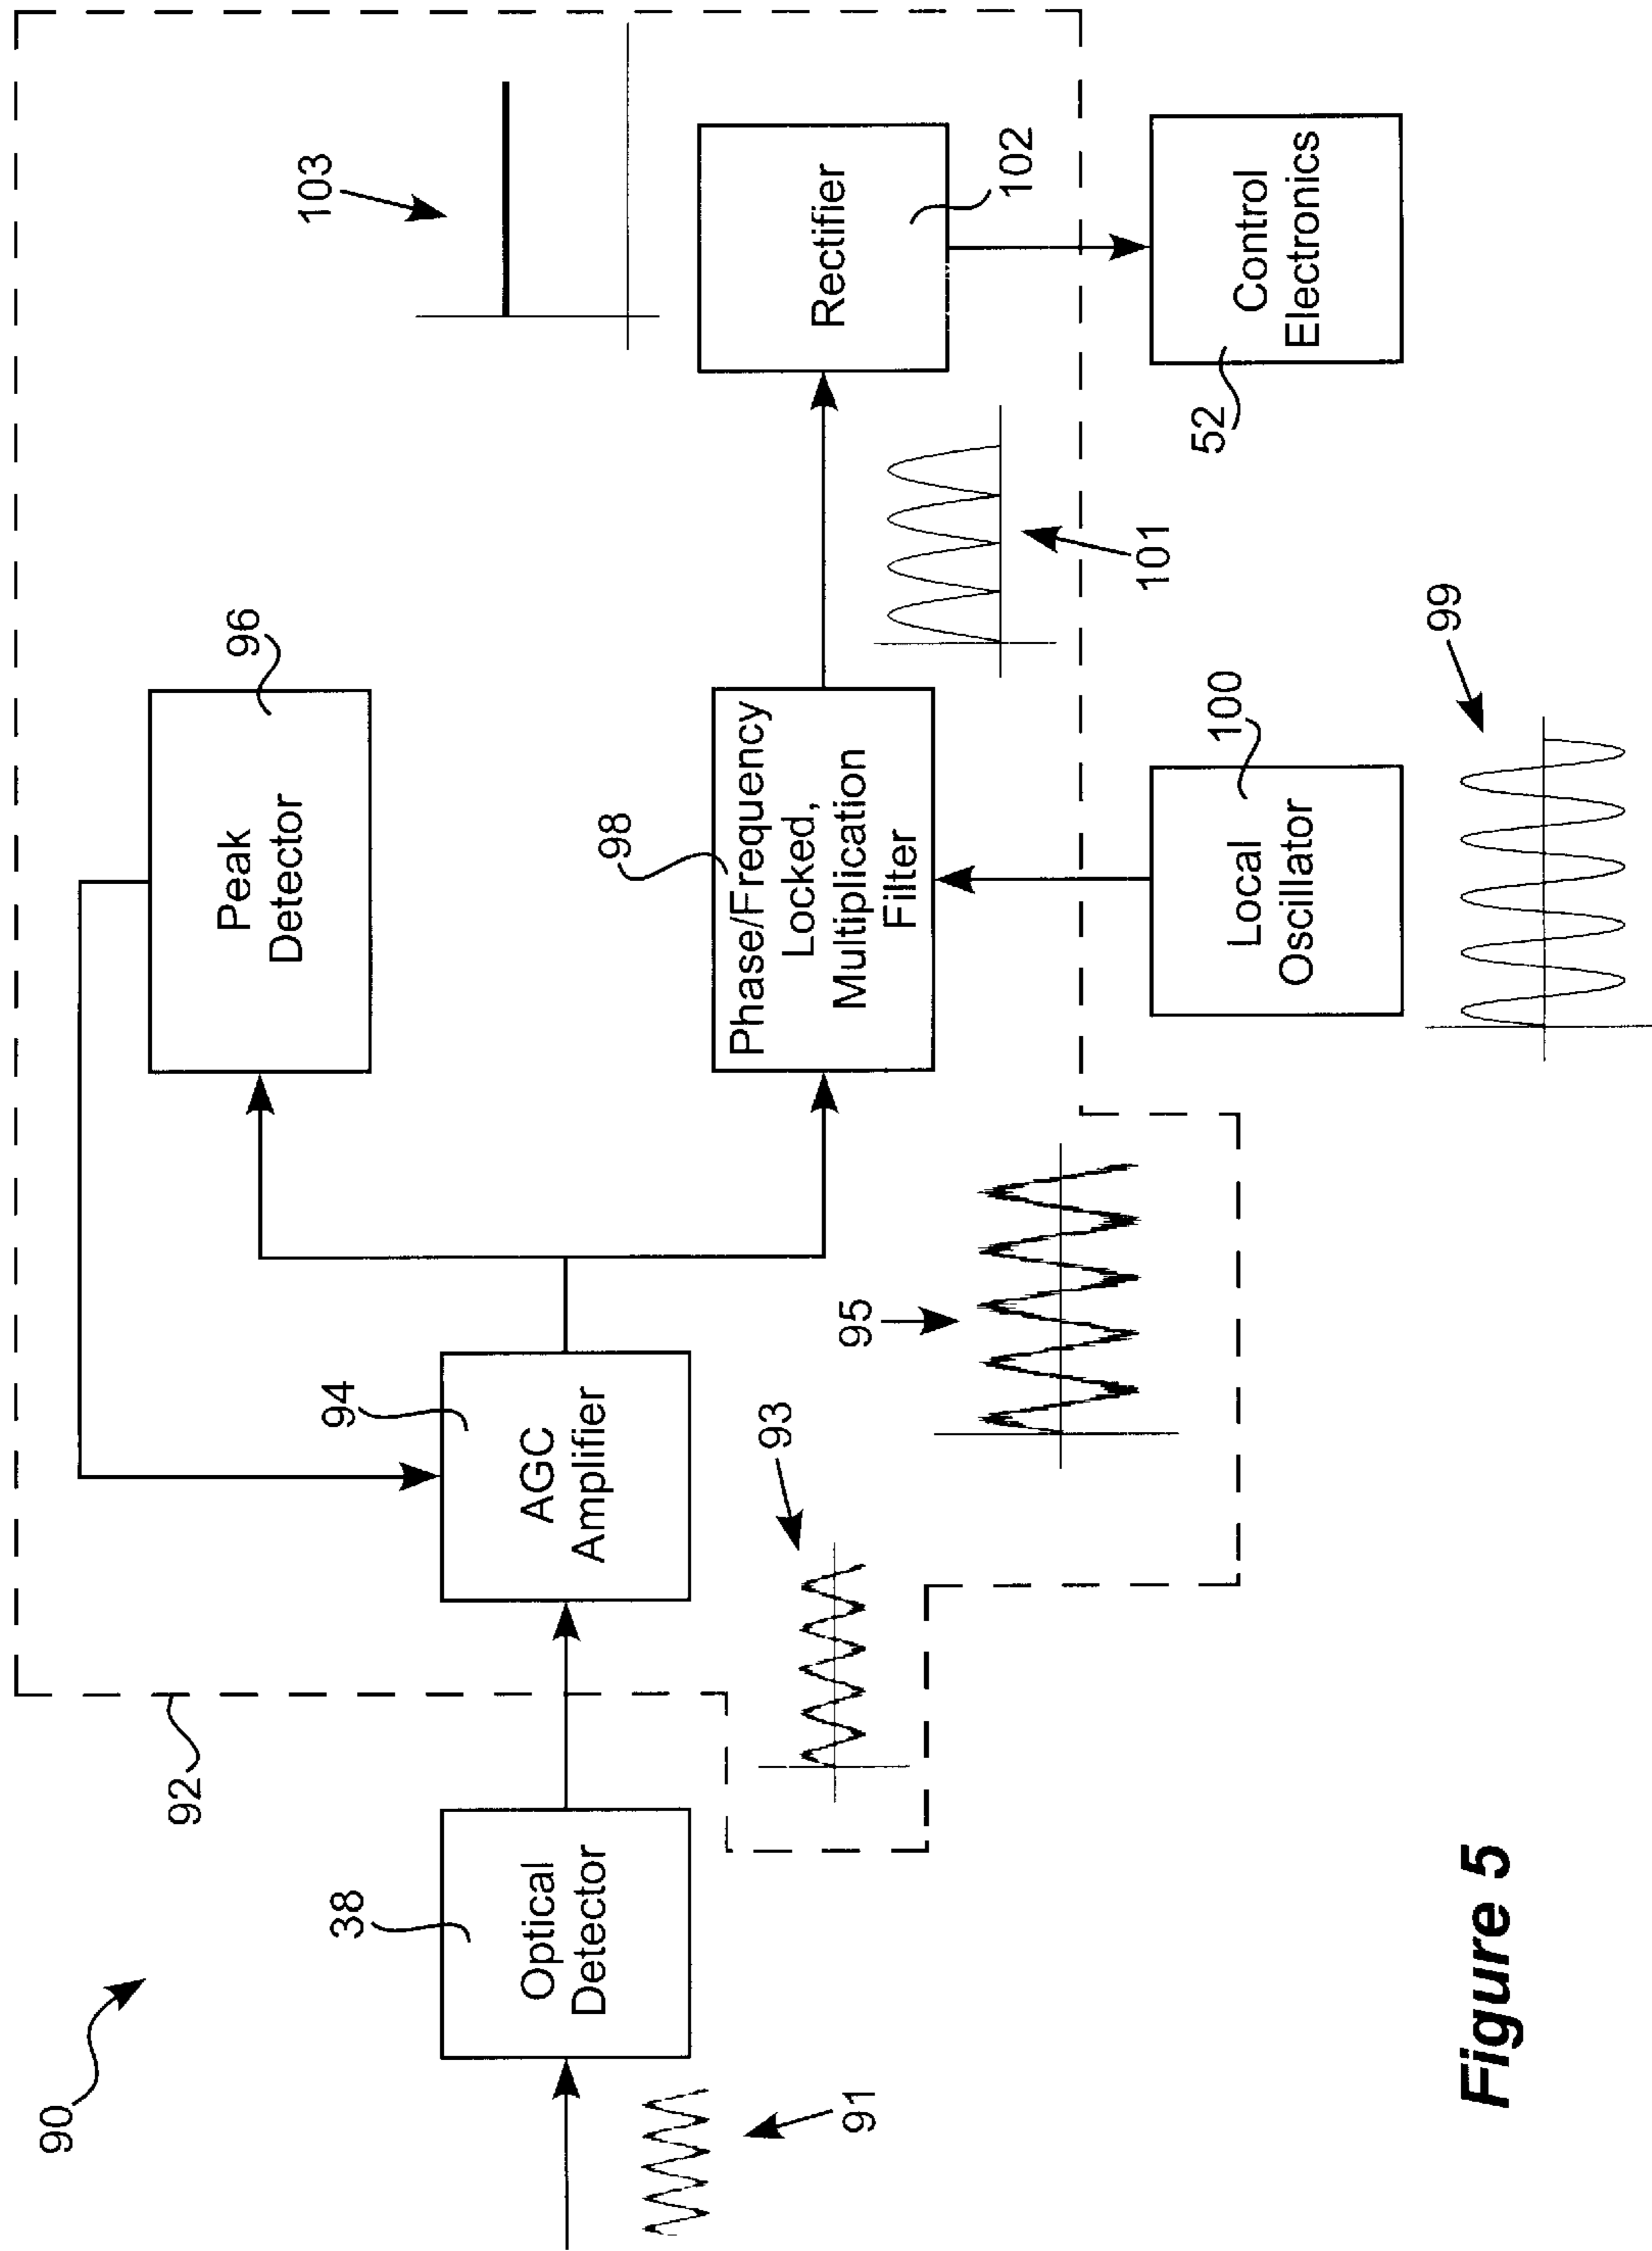 90
92
91
38
Optical
Detector
93
94
AGC
Amplifier
95
96
Peak
Detector
98
Phase/Frequency
Locked,
Multiplication
Filter
99
100
Local
Oscillator
101
103
Rectifier
102
52
Control
Electronics
Figure 5